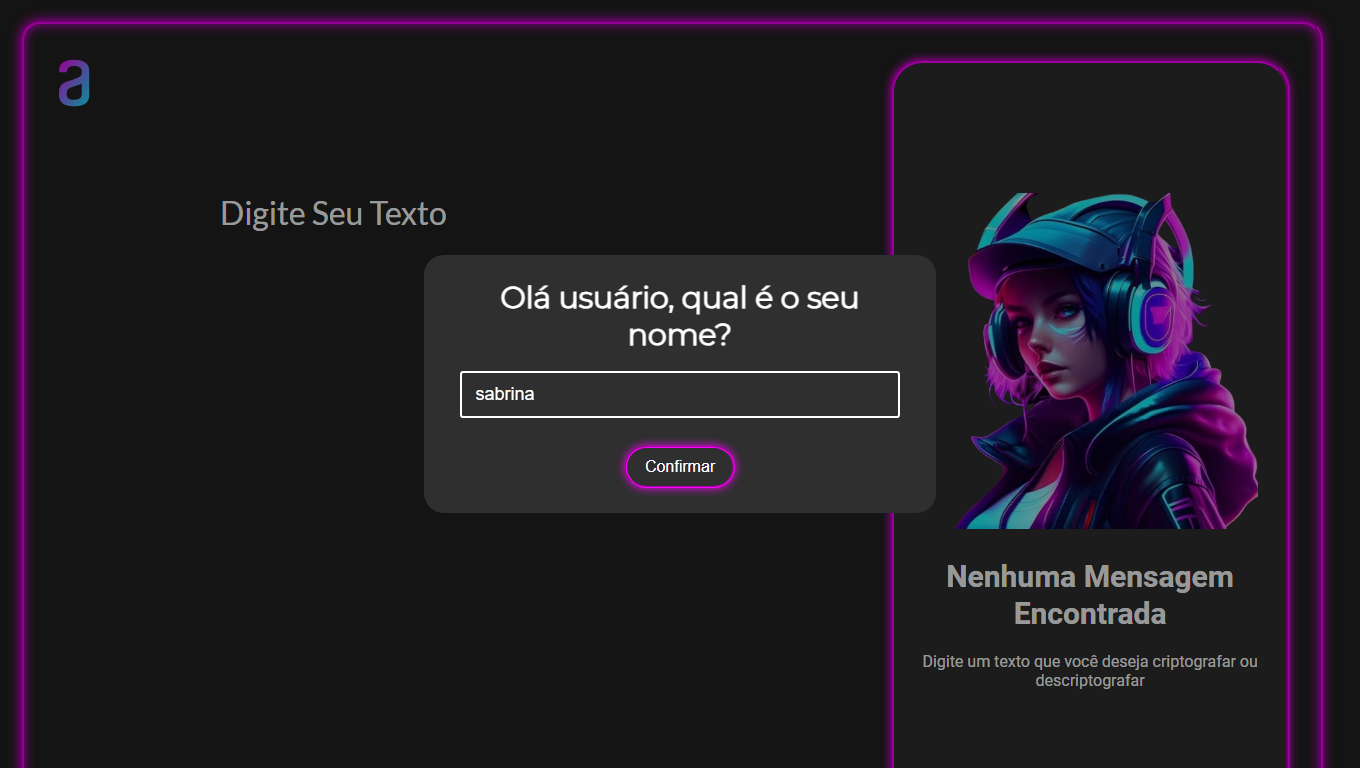 a
Digite Seu Texto
Olá usuário, qual é o seu
nome?
sabrina
Confirmar
Nenhuma Mensagem
Encontrada
Digite um texto que você deseja criptografar ou
descriptografar